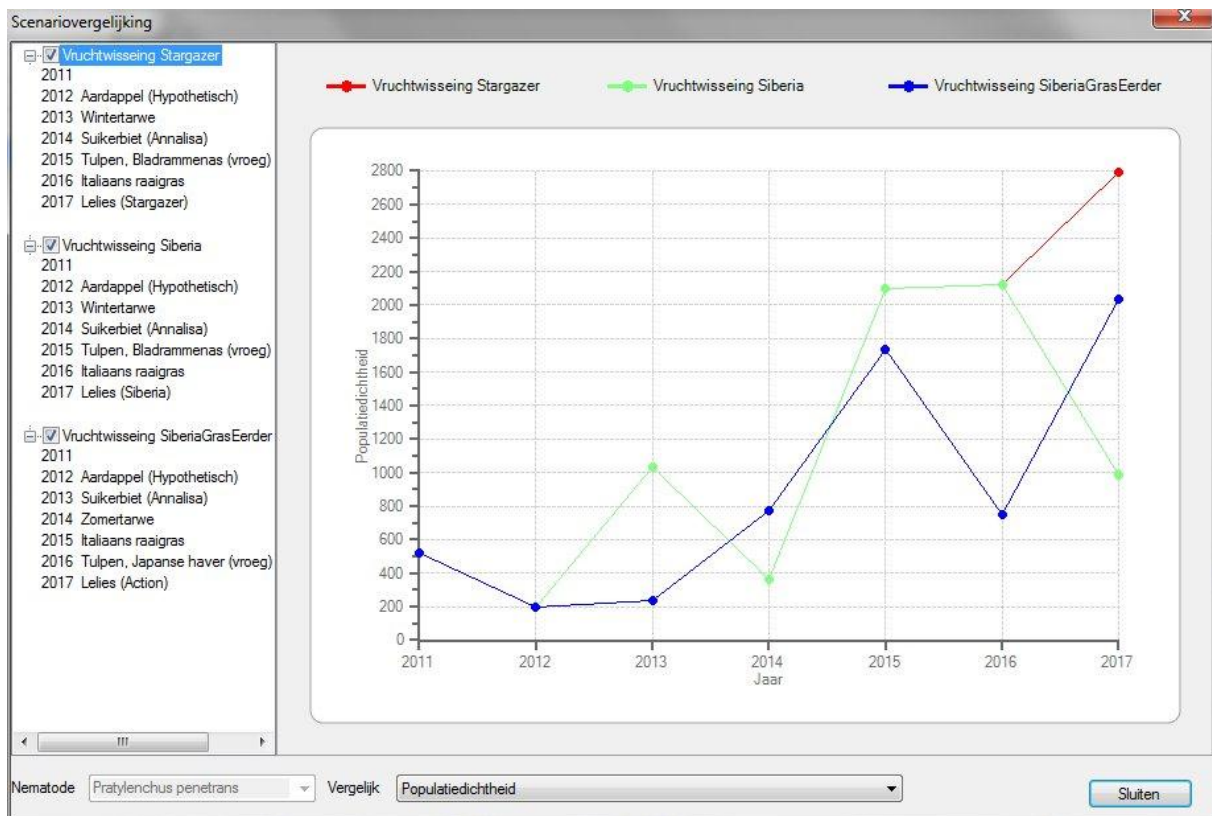 Scenariovergelijking
Vruchtwisseing Stargazer
2011
2012 Aardappel (Hypothetisch)
2013 Wintertarwe
2014 Suikerbiet (Annalisa)
2015 Tulpen, Bladrammenas (vroeg)
2016 Italiaans raaigras
2017 Lelies (Stargazer)
Vruchtwisseing Siberia
2011
2012 Aardappel (Hypothetisch)
2013 Wintertarwe
2014 Suikerbiet (Annalisa)
2015 Tulpen, Bladrammenas (vroeg)
2016 Italiaans raaigras
2017 Lelies (Siberia)
Vruchtwisseing SiberiaGrasEerder
2011
2012 Aardappel (Hypothetisch)
2013 Suikerbiet (Annalisa)
2014 Zomertarwe
2015 Italiaans raaigras
2016 Tulpen, Japanse haver (vroeg)
2017 Lelies (Action)
Vruchtwisseing Stargazer Vruchtwisseing Siberia Vruchtwisseing SiberiaGrasEerder
Populatiedichtheid
2800
2600
2400
2200
2000
1800
1600
1400
1200
1000
800
600
400
200
0
2011 2012 2013 2014 2015 2016 2017
Jaar
Nematode Pratylenchus penetrans Vergelijk Populatiedichtheid Sluiten